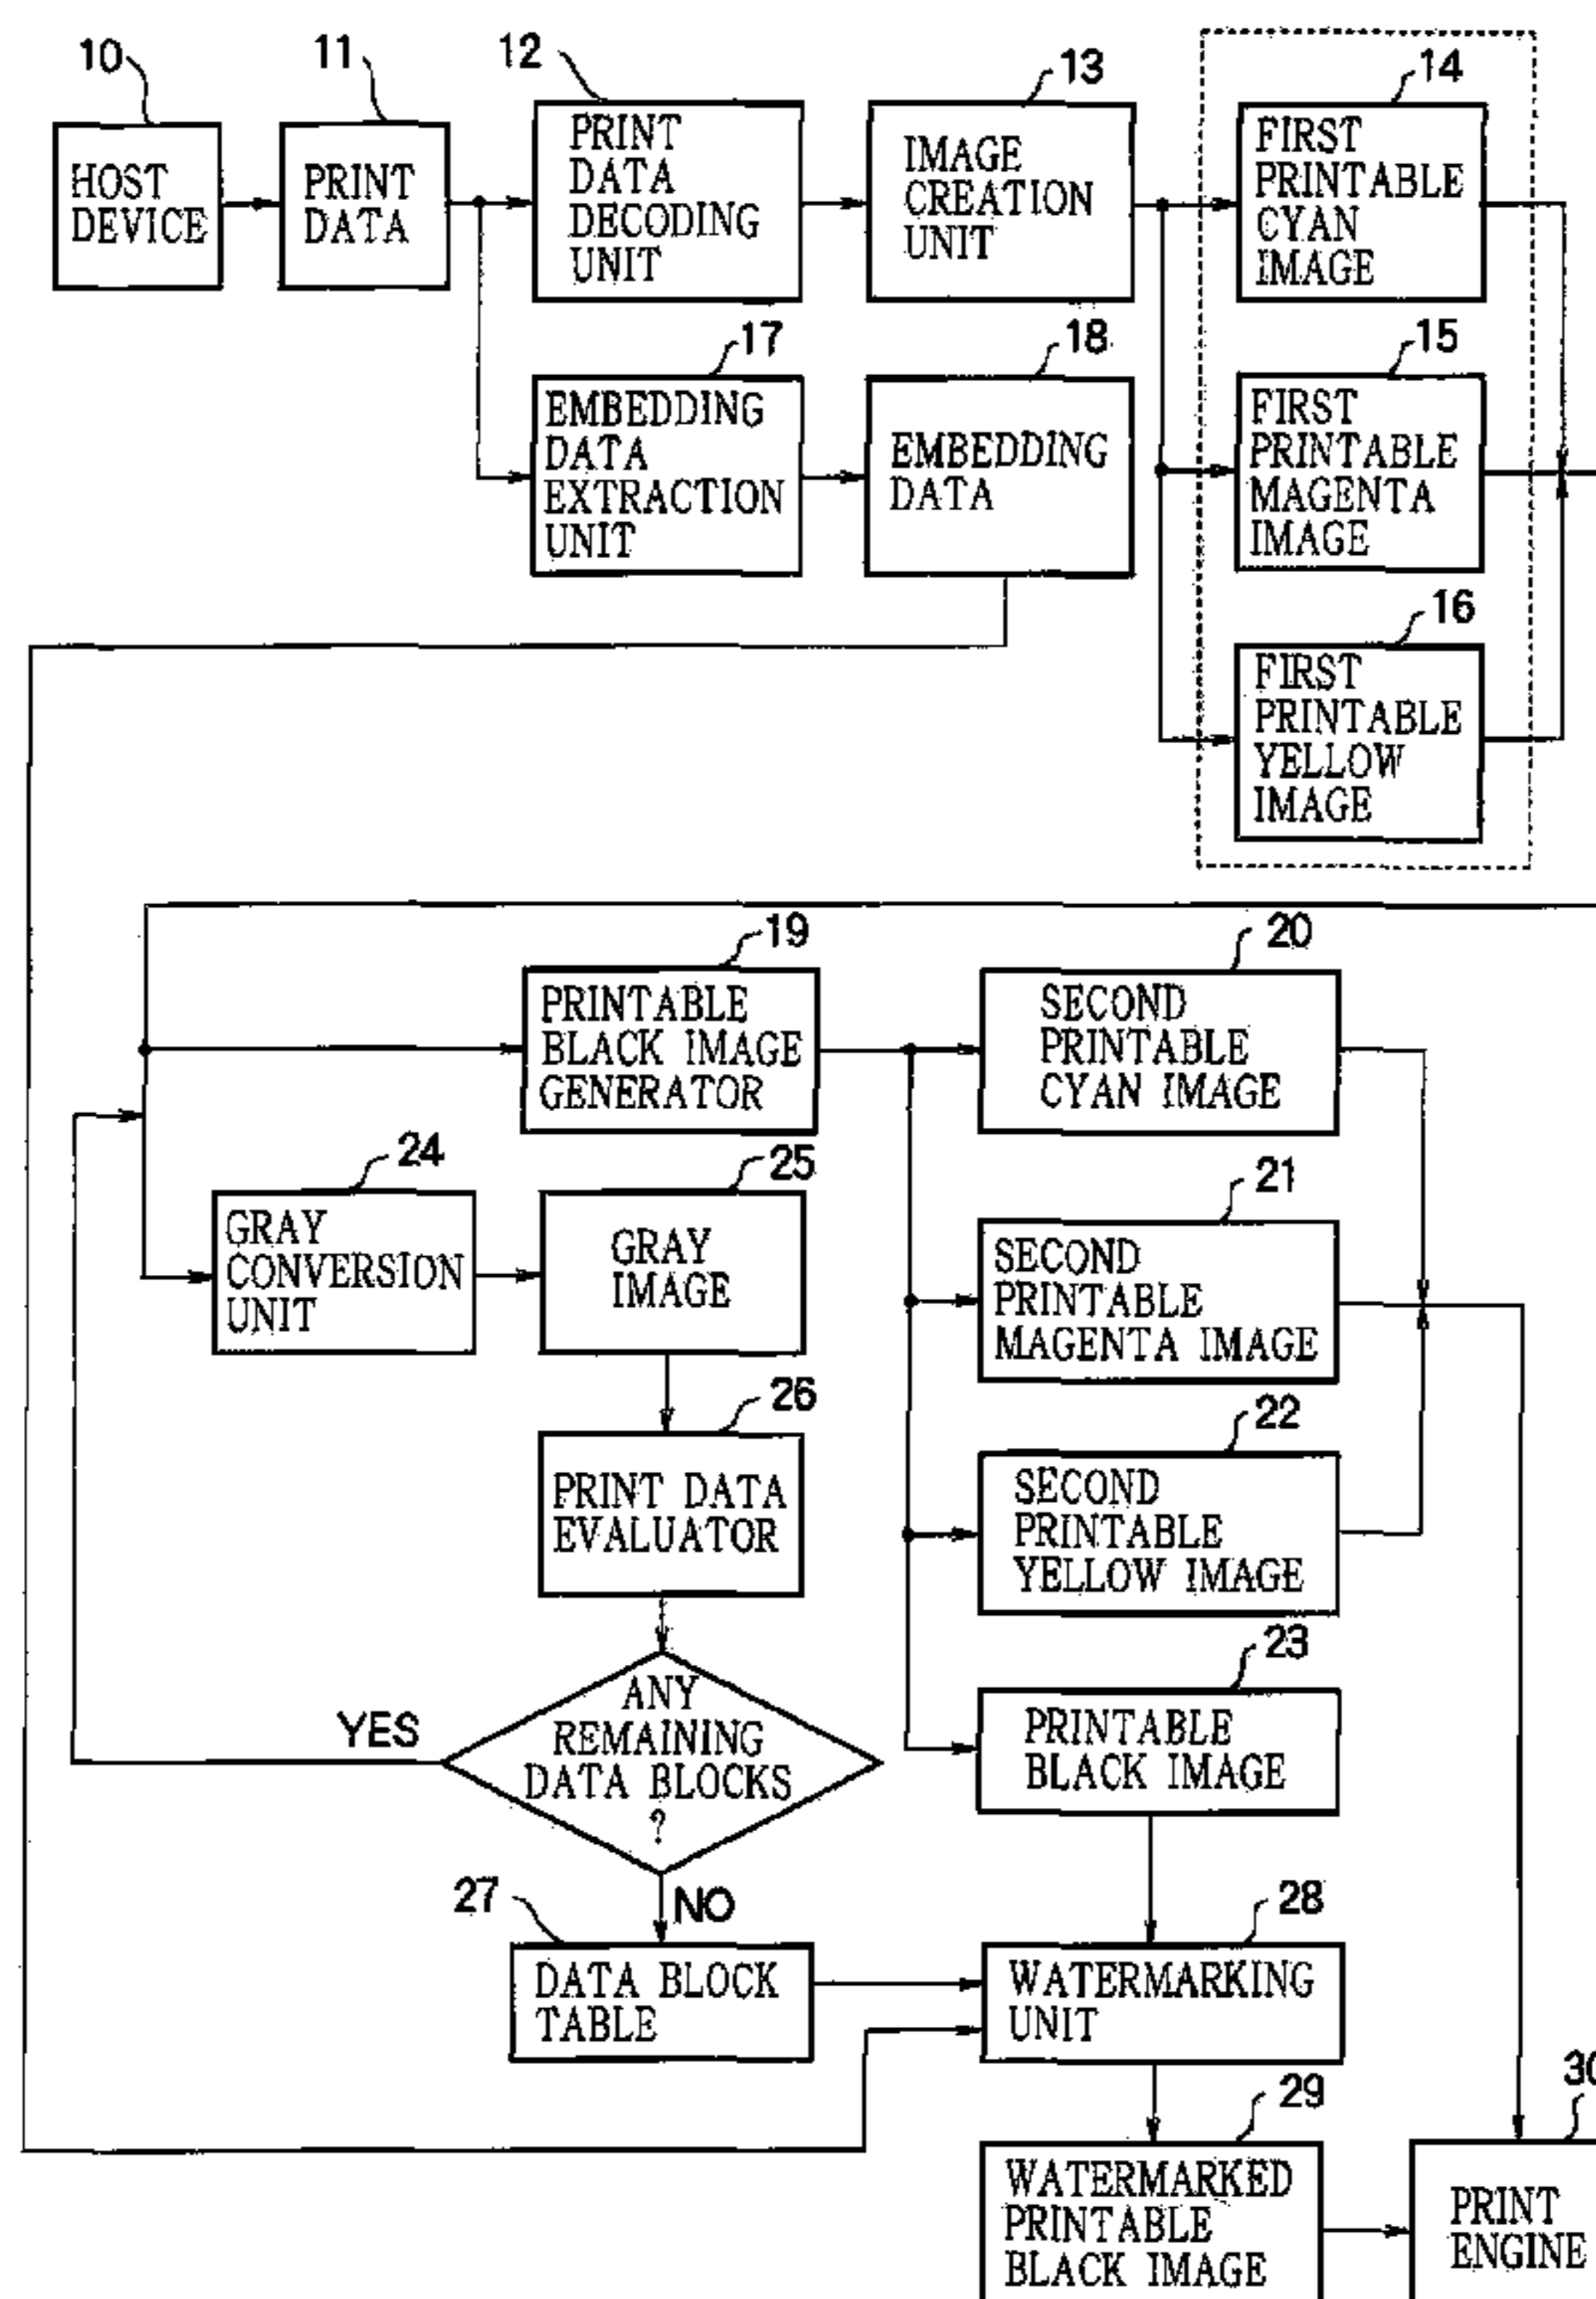 10
HOST
DEVICE
11
PRINT
DATA
12
PRINT
DATA
DECODING
UNIT
13
IMAGE
CREATION
UNIT
14
FIRST
PRINTABLE
CYAN
IMAGE
17
EMBEDDING
DATA
EXTRACTION
UNIT
18
EMBEDDING
DATA
15
FIRST
PRINTABLE
MAGENTA
IMAGE
16
FIRST
PRINTABLE
YELLOW
IMAGE
19
PRINTABLE
BLACK IMAGE
GENERATOR
20
SECOND
PRINTABLE
CYAN IMAGE
24
GRAY
CONVERSION
UNIT
25
GRAY
IMAGE
21
SECOND
PRINTABLE
MAGENTA IMAGE
26
PRINT DATA
EVALUATOR
22
SECOND
PRINTABLE
YELLOW IMAGE
YES
ANY
REMAINING
DATA BLOCKS
?
NO
23
PRINTABLE
BLACK IMAGE
27
DATA BLOCK
TABLE
28
WATERMARKING
UNIT
29
WATERMARKED
PRINTABLE
BLACK IMAGE
30
PRINT
ENGINE